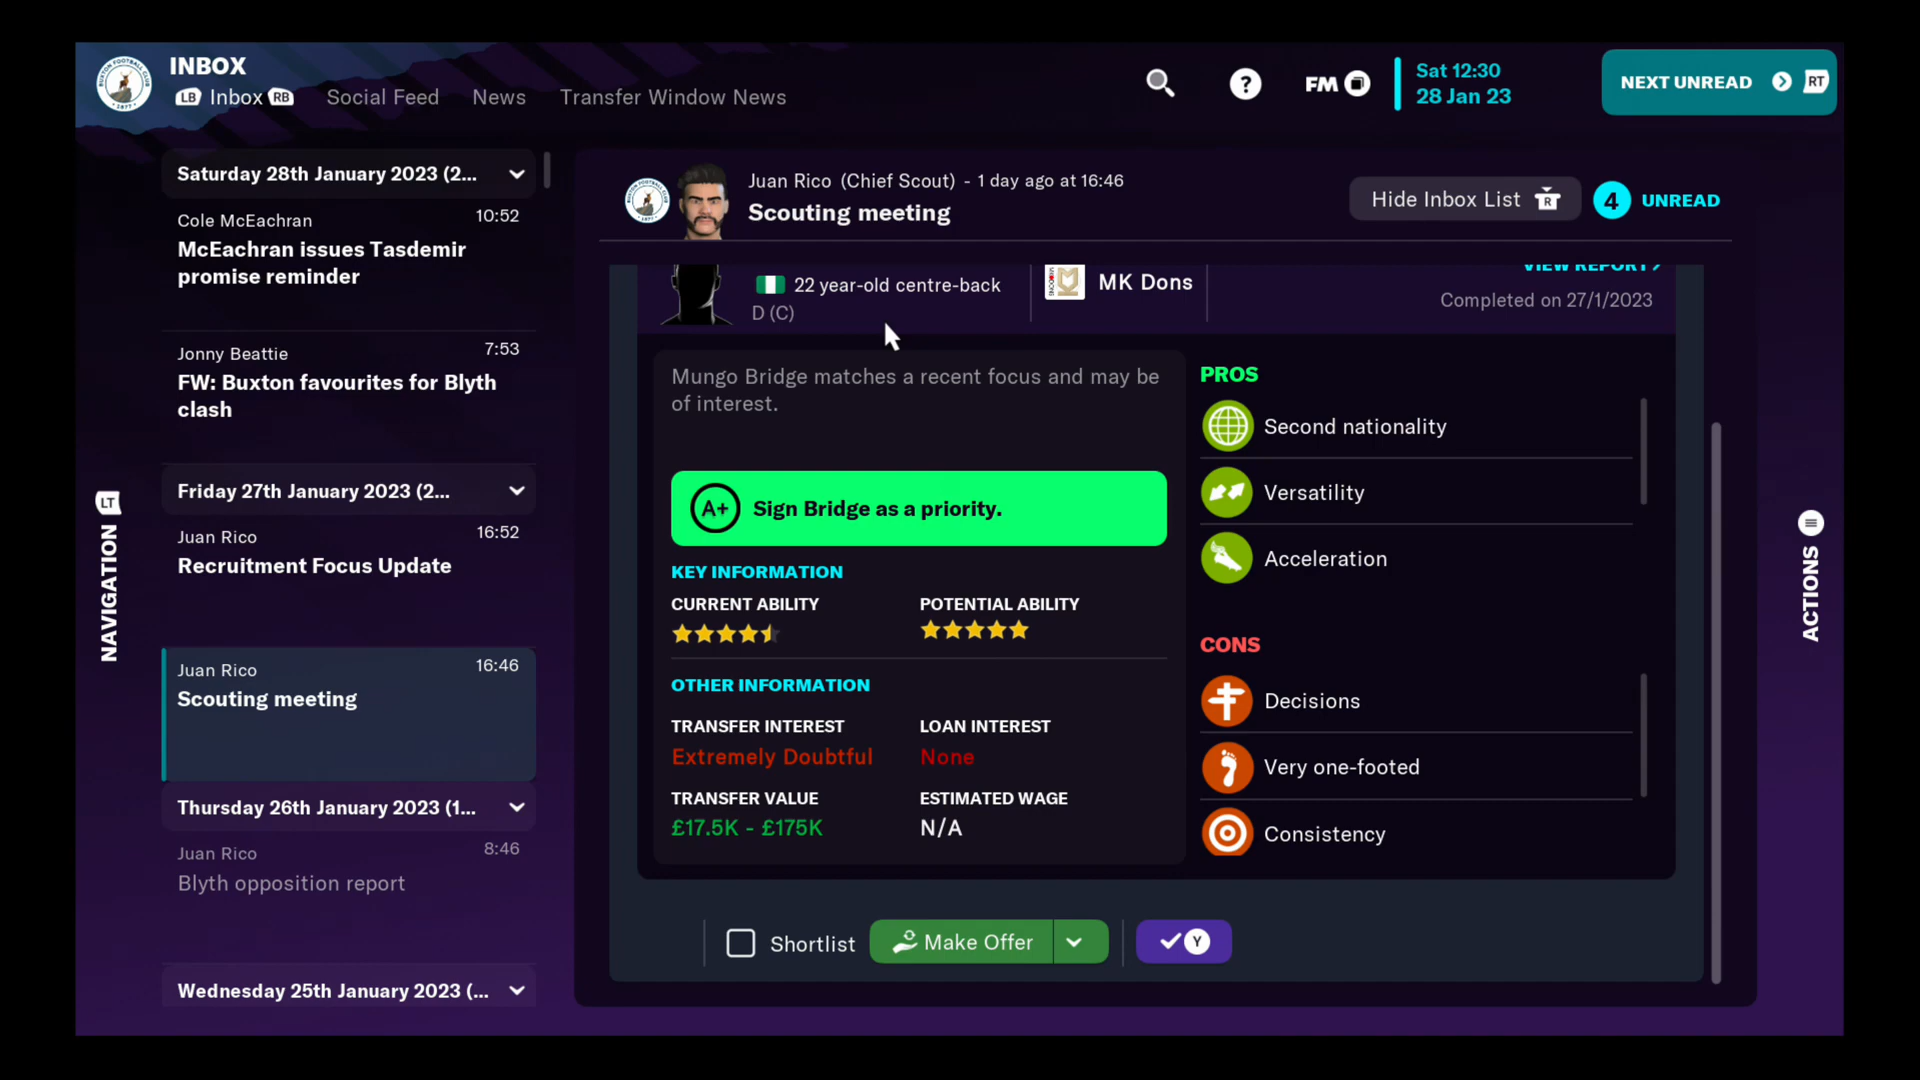 INBOX
LB Inbox RB
Social Feed
News
Transfer Window News
?
FM
Sat 12:30
28 Jan 23
NEXT UNREAD
RT
Saturday 28th January 2023 (2...
Cole McEachran
10:52
McEachran issues Tasdemir
promise reminder
Jonny Beattie
7:53
FW: Buxton favourites for Blyth
clash
Friday 27th January 2023 (2...
Juan Rico
16:52
Recruitment Focus Update
Juan Rico
16:46
Scouting meeting
Thursday 26th January 2023 (1...
Juan Rico
8:46
Blyth opposition report
Wednesday 25th January 2023 (...
LT
NAVIGATION
Juan Rico (Chief Scout) - 1 day ago at 16:46
Scouting meeting
Hide Inbox List
R
4
UNREAD
22 year-old centre-back
D (C)
MK Dons
VIEW REPORT >
Completed on 27/1/2023
Mungo Bridge matches a recent focus and may be
of interest.
A+
Sign Bridge as a priority.
KEY INFORMATION
CURRENT ABILITY
POTENTIAL ABILITY
OTHER INFORMATION
TRANSFER INTEREST
LOAN INTEREST
Extremely Doubtful
None
TRANSFER VALUE
ESTIMATED WAGE
£17.5K - £175K
N/A
PROS
Second nationality
Versatility
Acceleration
CONS
Decisions
Very one-footed
Consistency
Shortlist
Make Offer
Y
ACTIONS